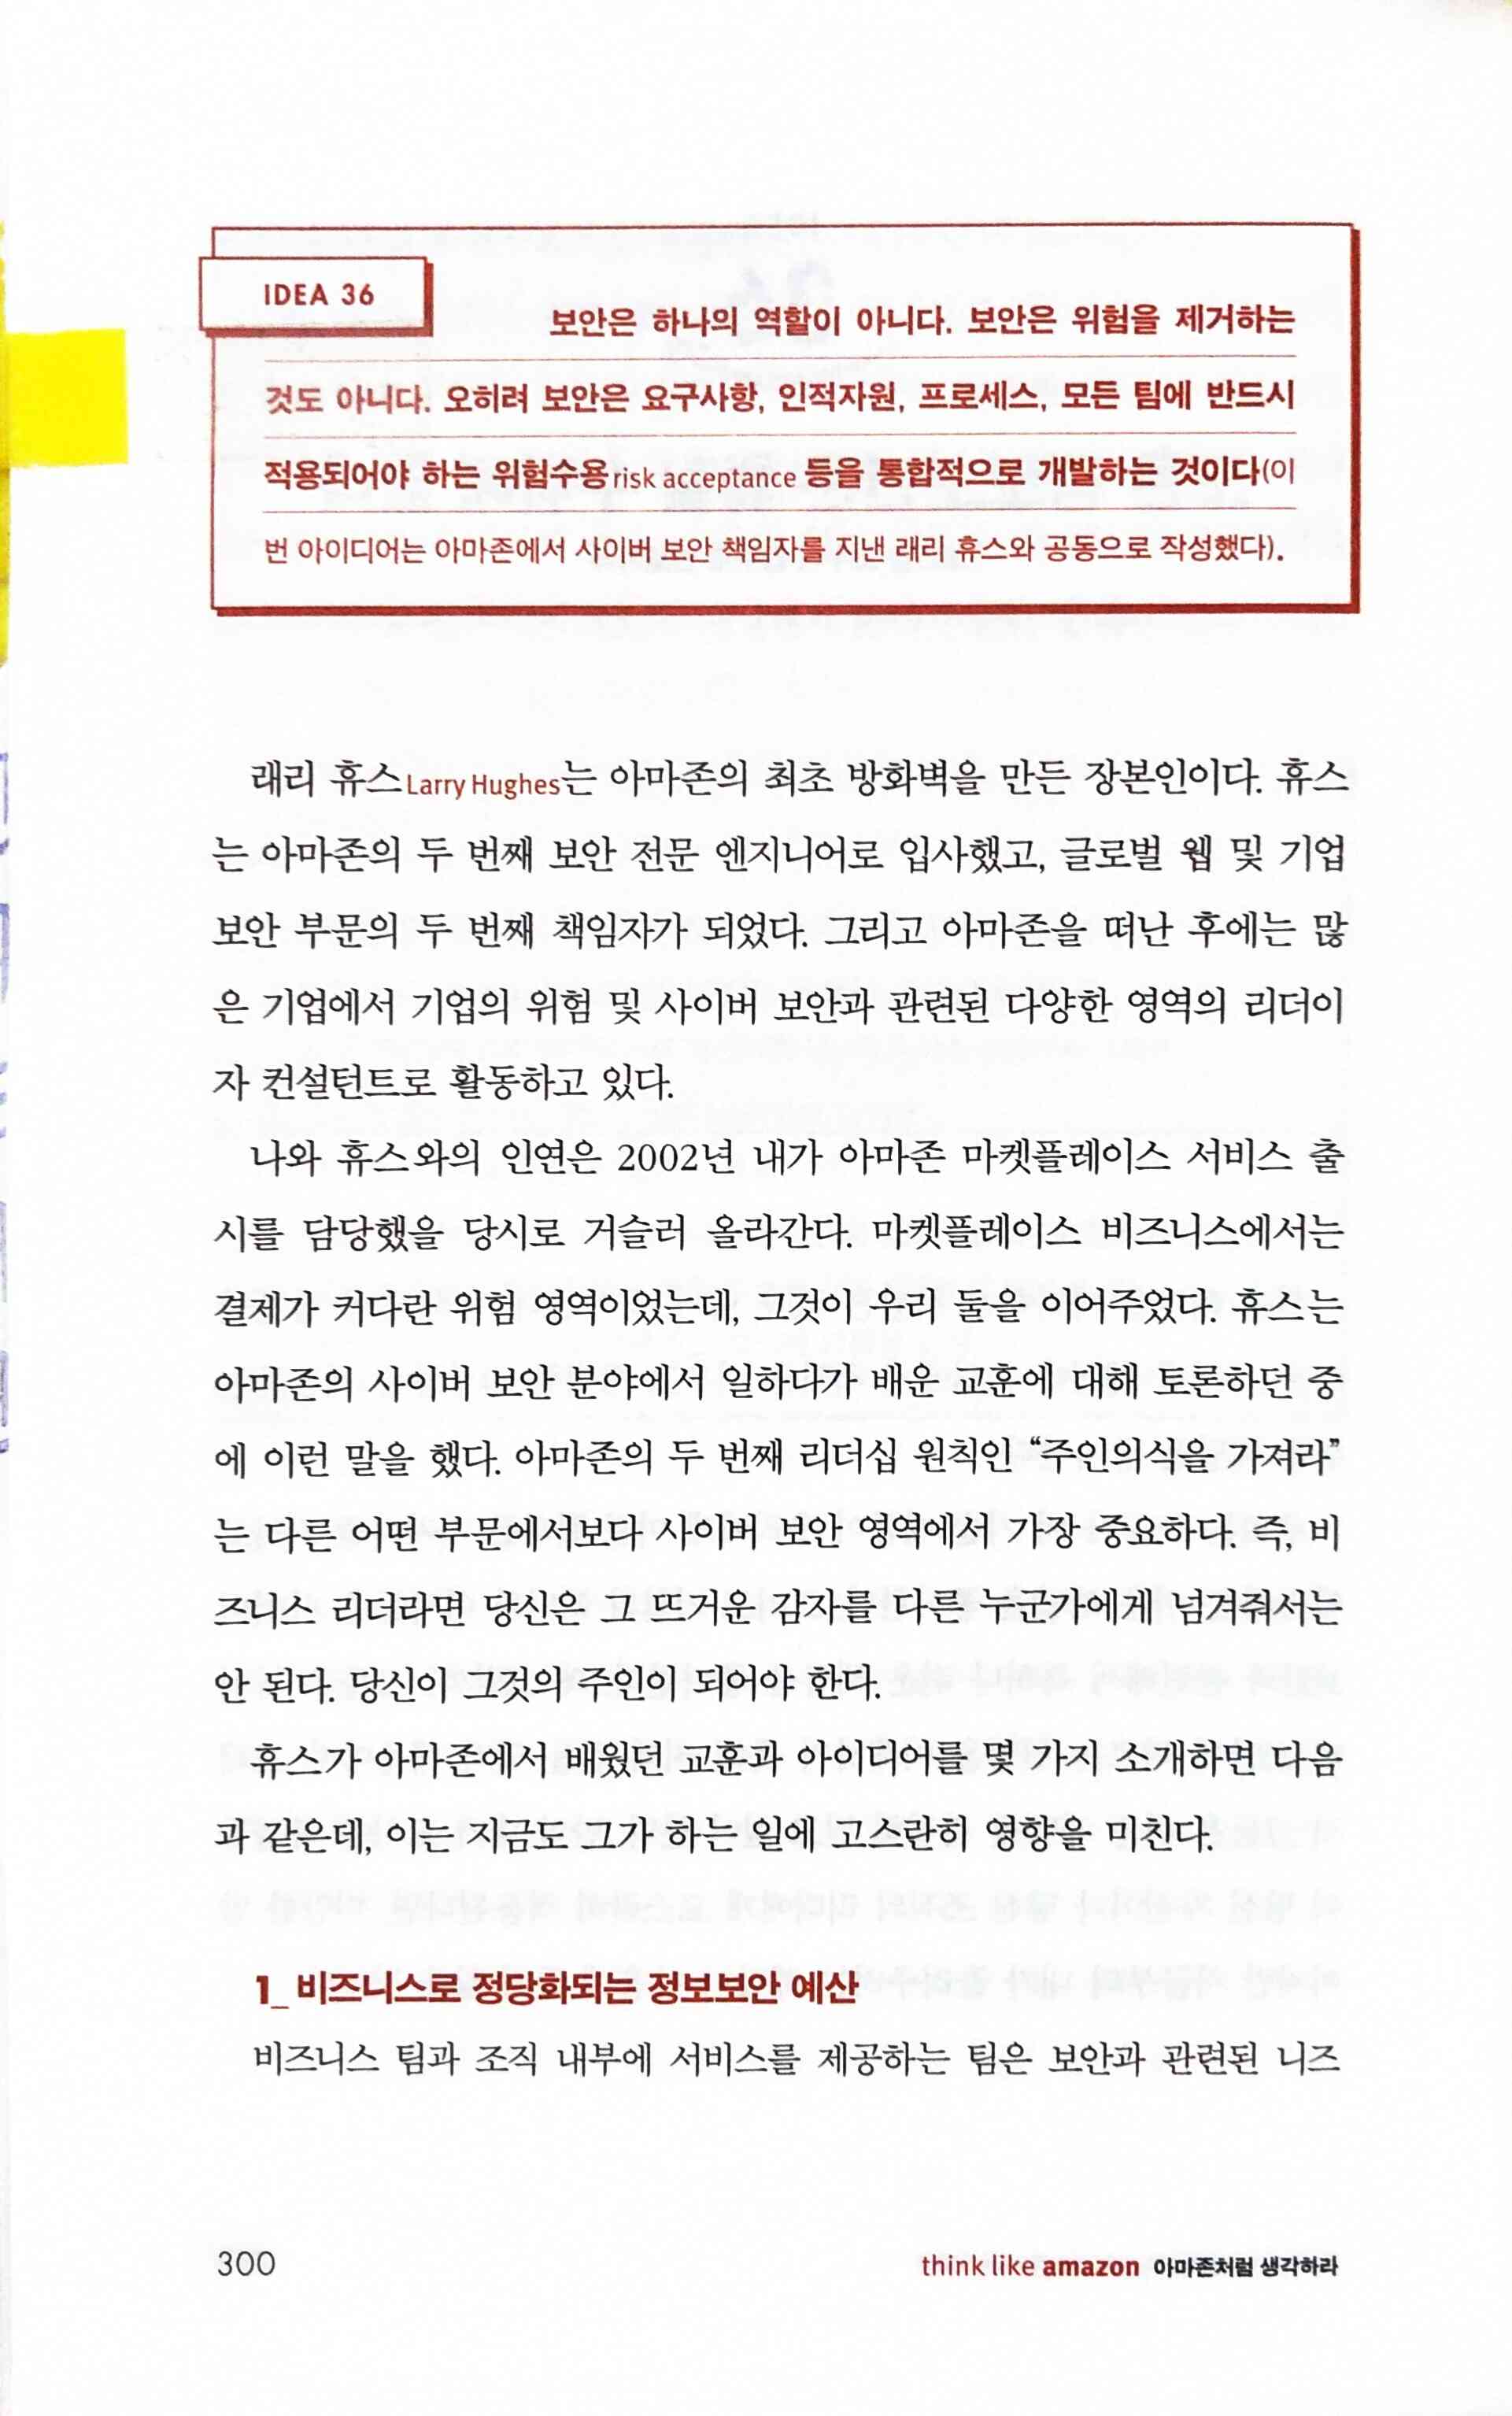 IDEA 36
보안은 하나의 역할이 아니다. 보안은 위험을 제거하는
것도 아니다. 오히려 보안은 요구사항, 인적자원, 프로세스, 모든 팀에 반드시
적용되어야 하는 위험수용risk acceptance 등을 통합적으로 개발하는 것이다(이
번 아이디어는 아마존에서 사이버 보안 책임자를 지낸 래리 휴스와 공동으로 작성했다).
래리 휴스Larry Hughes는 아마존의 최초 방화벽을 만든 장본인이다. 휴스
는 아마존의 두 번째 보안 전문 엔지니어로 입사했고, 글로벌 웹 및 기업
보안 부문의 두 번째 책임자가 되었다. 그리고 아마존을 떠난 후에는 많
은 기업에서 기업의 위험 및 사이버 보안과 관련된 다양한 영역의 리더이
자 컨설턴트로 활동하고 있다.
나와 휴스와의 인연은 2002년 내가 아마존 마켓플레이스 서비스 출
시를 담당했을 당시로 거슬러 올라간다. 마켓플레이스 비즈니스에서는
결제가 커다란 위험 영역이었는데, 그것이 우리 둘을 이어주었다. 휴스는
아마존의 사이버 보안 분야에서 일하다가 배운 교훈에 대해 토론하던 중
에 이런 말을 했다. 아마존의 두 번째 리더십 원칙인 “주인의식을 가져라”
는 다른 어떤 부문에서보다 사이버 보안 영역에서 가장 중요하다. 즉, 비
즈니스 리더라면 당신은 그 뜨거운 감자를 다른 누군가에게 넘겨줘서는
안 된다. 당신이 그것의 주인이 되어야 한다.
휴스가 아마존에서 배웠던 교훈과 아이디어를 몇 가지 소개하면 다음
과 같은데, 이는 지금도 그가 하는 일에 고스란히 영향을 미친다.
1_ 비즈니스로 정당화되는 정보보안 예산
비즈니스 팀과 조직 내부에 서비스를 제공하는 팀은 보안과 관련된 니즈
300
think like amazon 아마존처럼 생각하라